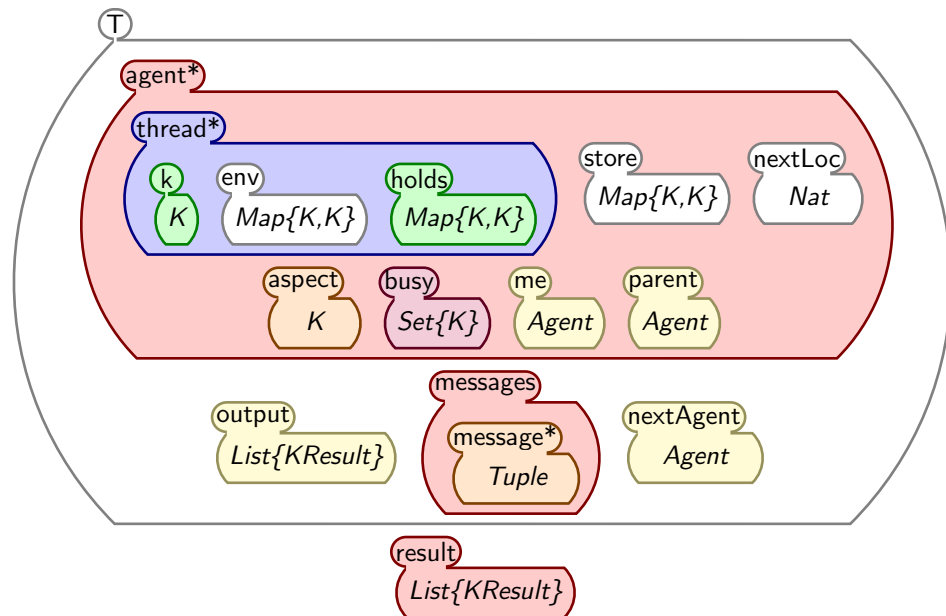 T
agent*
thread*
k env holds store nextLoc
K Map{K,K} Map{K,K} Map{K,K} Nat
aspect busy me parent
K Set{K} Agent Agent
messages
output message* nextAgent
List{KResult} Tuple Agent
result
List{KResult}